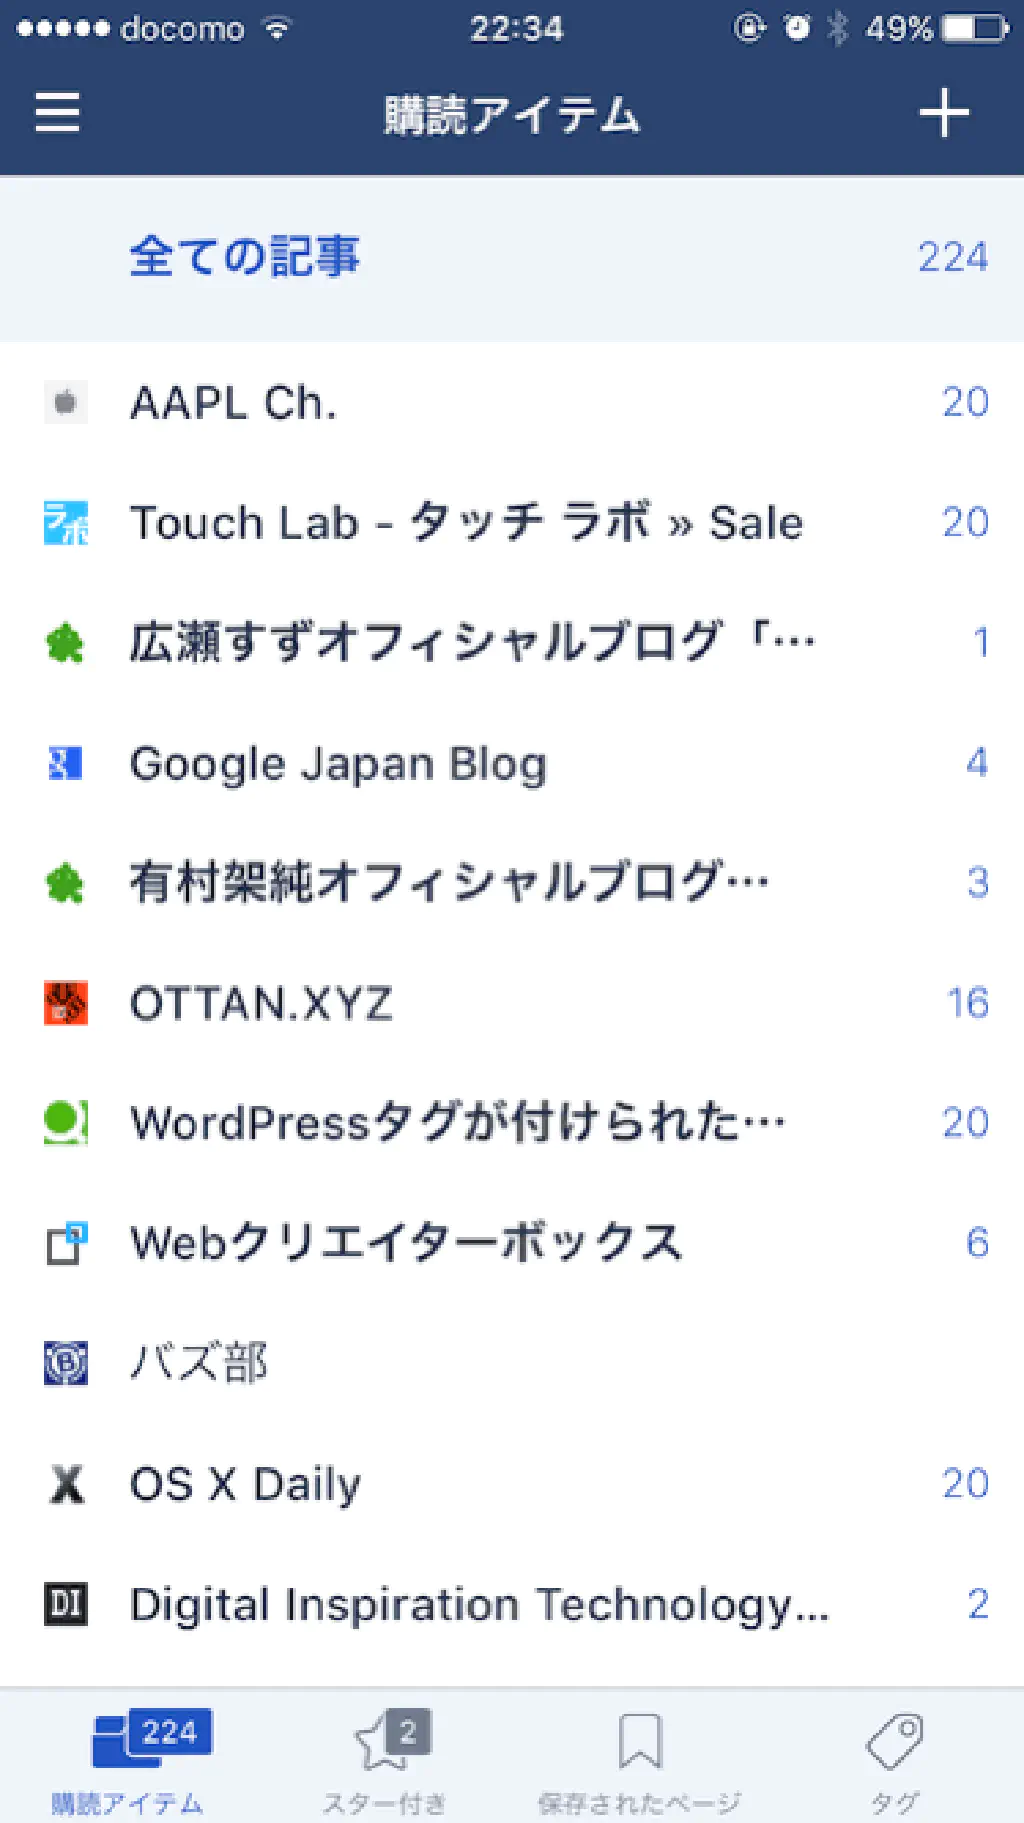 docomo 22:34 49%
購読アイテム
全ての記事 224
AAPL Ch. 20
ラボ Touch Lab - タッチ ラボ » Sale 20
広瀬すずオフィシャルブログ「… 1
Google Japan Blog 4
有村架純オフィシャルブログ… 3
OTTAN.XYZ 16
WordPressタグが付けられた… 20
Webクリエイターボックス 6
バズ部
X OS X Daily 20
DI Digital Inspiration Technology... 2
224 2
購読アイテム スター付き 保存されたページ タグ